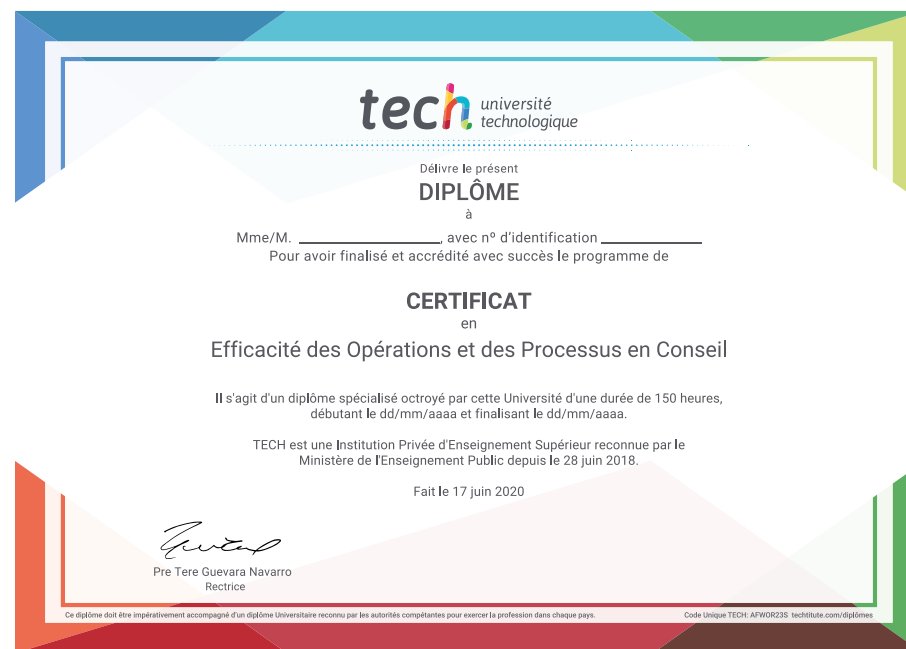 tech université
technologique
Délivre le présent
DIPLÔME
à
Mme/M. ____________, avec nº d'identification ____________
Pour avoir finalisé et accrédité avec succès le programme de
CERTIFICAT
en
Efficacité des Opérations et des Processus en Conseil
Il s'agit d'un diplôme spécialisé octroyé par cette Université d'une durée de 150 heures,
débutant le dd/mm/aaaa et finalisant le dd/mm/aaaa.
TECH est une Institution Privée d'Enseignement Supérieur reconnue par le
Ministère de l'Enseignement Public depuis le 28 juin 2018.
Fait le 17 juin 2020
Pre Tere Guevara Navarro
Rectrice
Ce diplôme doit être impérativement accompagné d'un diplôme Universitaire reconnu par les autorités compétentes pour exercer la profession dans chaque pays.
Code Unique TECH: AFWOR23S techtitute.com/diplômes